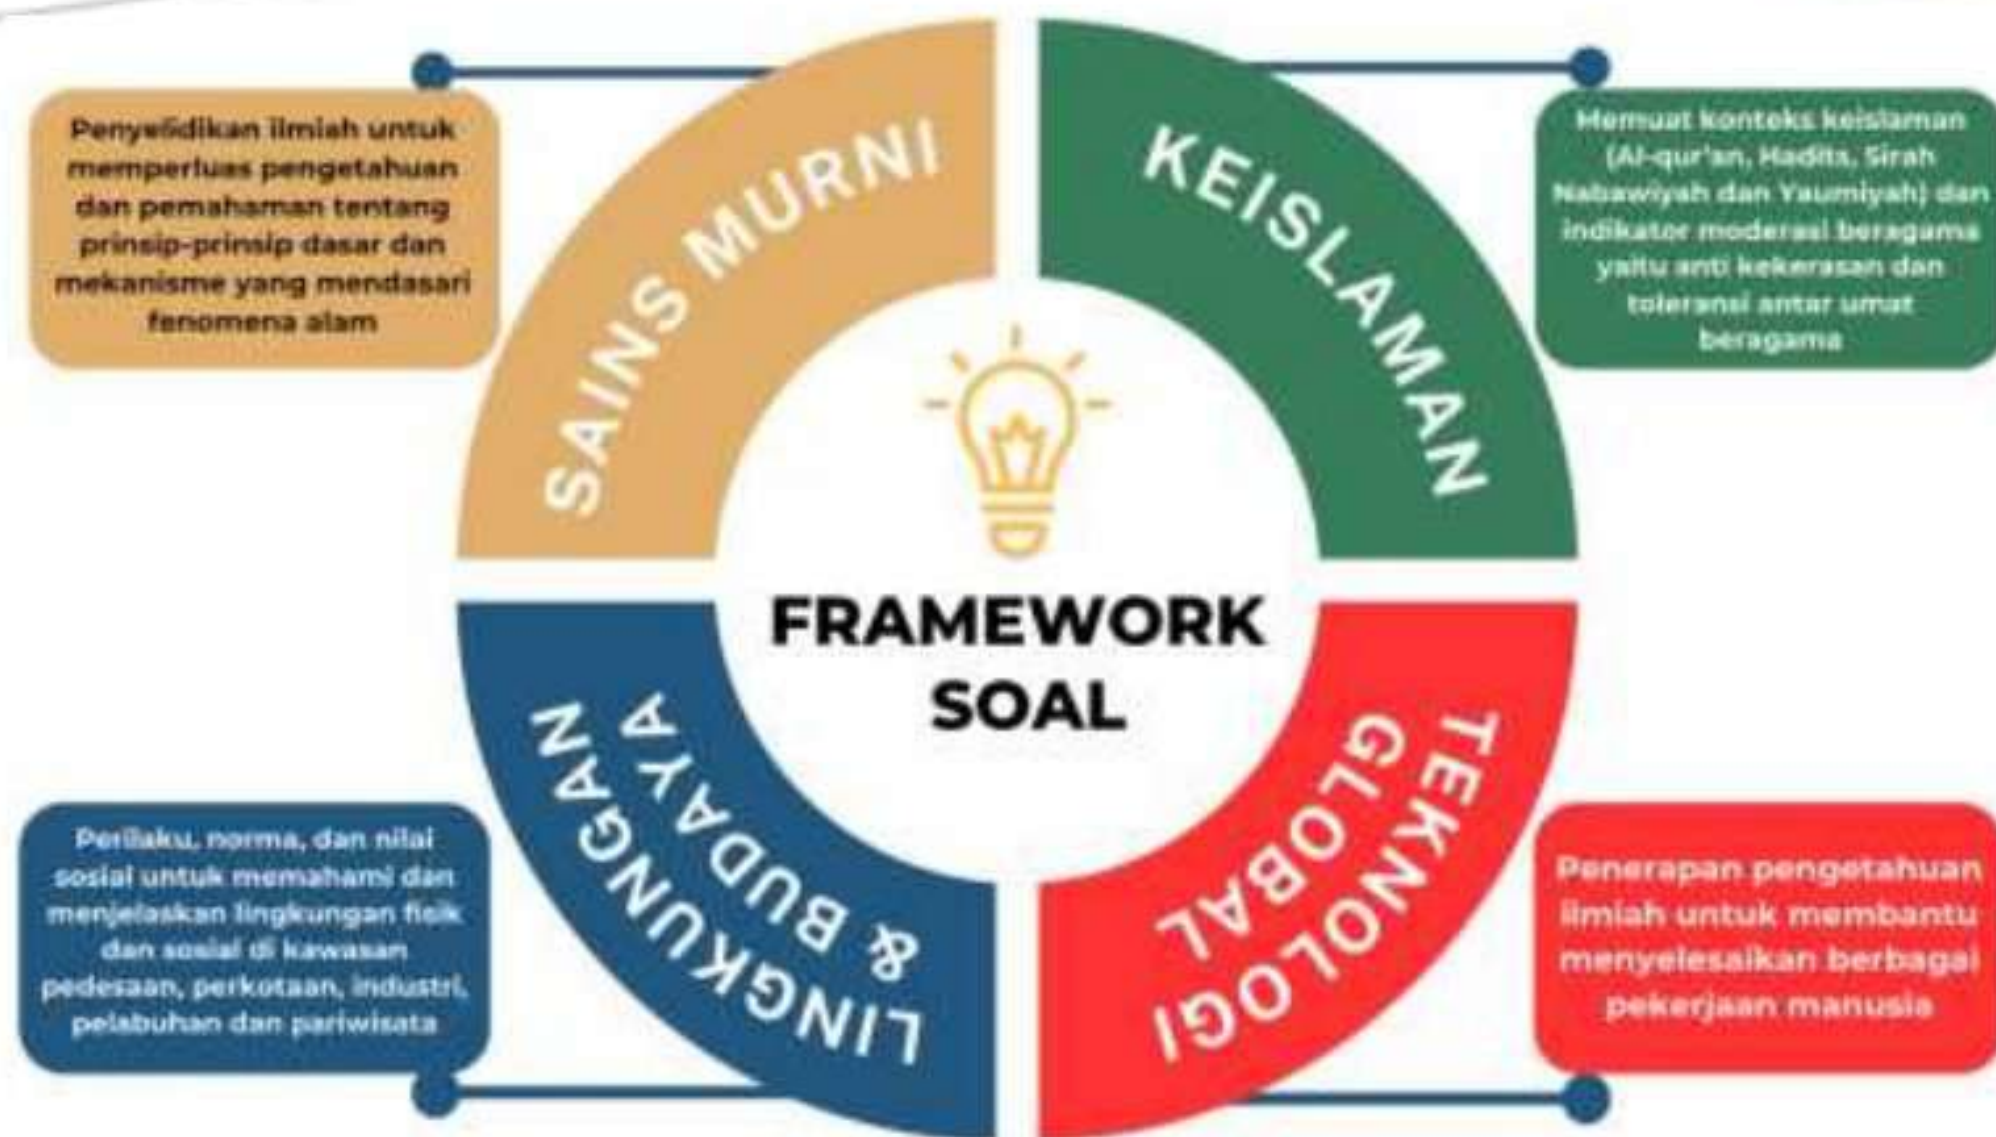 SAINS MURNI
Penyelidikan ilmiah untuk
memperluas pengetahuan
dan pemahaman tentang
prinsip-prinsip dasar dan
mekanisme yang mendasari
fenomena alam
KEISLAMAN
Memuat konteks keislaman
(Al-qur'an, Hadits, Sirah
Nabawiyah dan Yaumiyah) dan
indikator moderasi beragama
yaitu anti kekerasan dan
toleransi antar umat
beragama
FRAMEWORK
SOAL
LINGKUNGAN
& BUDAYA
Perilaku, norma, dan nilai
sosial untuk memahami dan
menjelaskan lingkungan fisik
dan sosial di kawasan
pedesaan, perkotaan, industri,
pelabuhan dan pariwisata
TEKNOLOGI
GLOBAL
Penerapan pengetahuan
ilmiah untuk membantu
menyelesaikan berbagai
pekerjaan manusia